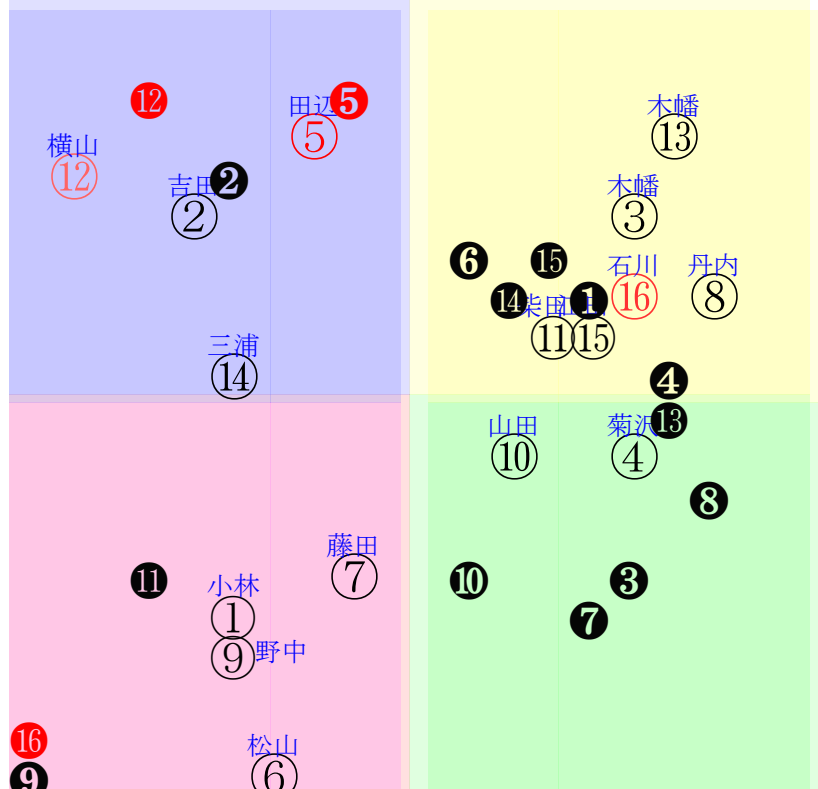 ⓬
田辺 ❺
木幡
⑤
⑬
横山
⑫
吉田 ❷
木幡
②
③
❻ ⓯ 石川 丹内
⓮ 柴田 ❶ ⑯ ⑧
⑪ ⑮
三浦
⑭
❹
山田 菊沢 ⓭
⑩ ④
❽
藤田
⓫ 小林 ⑦ ❿ ❸
① ❼
⑨ 野中
⓰ 松山
❾ ⑥